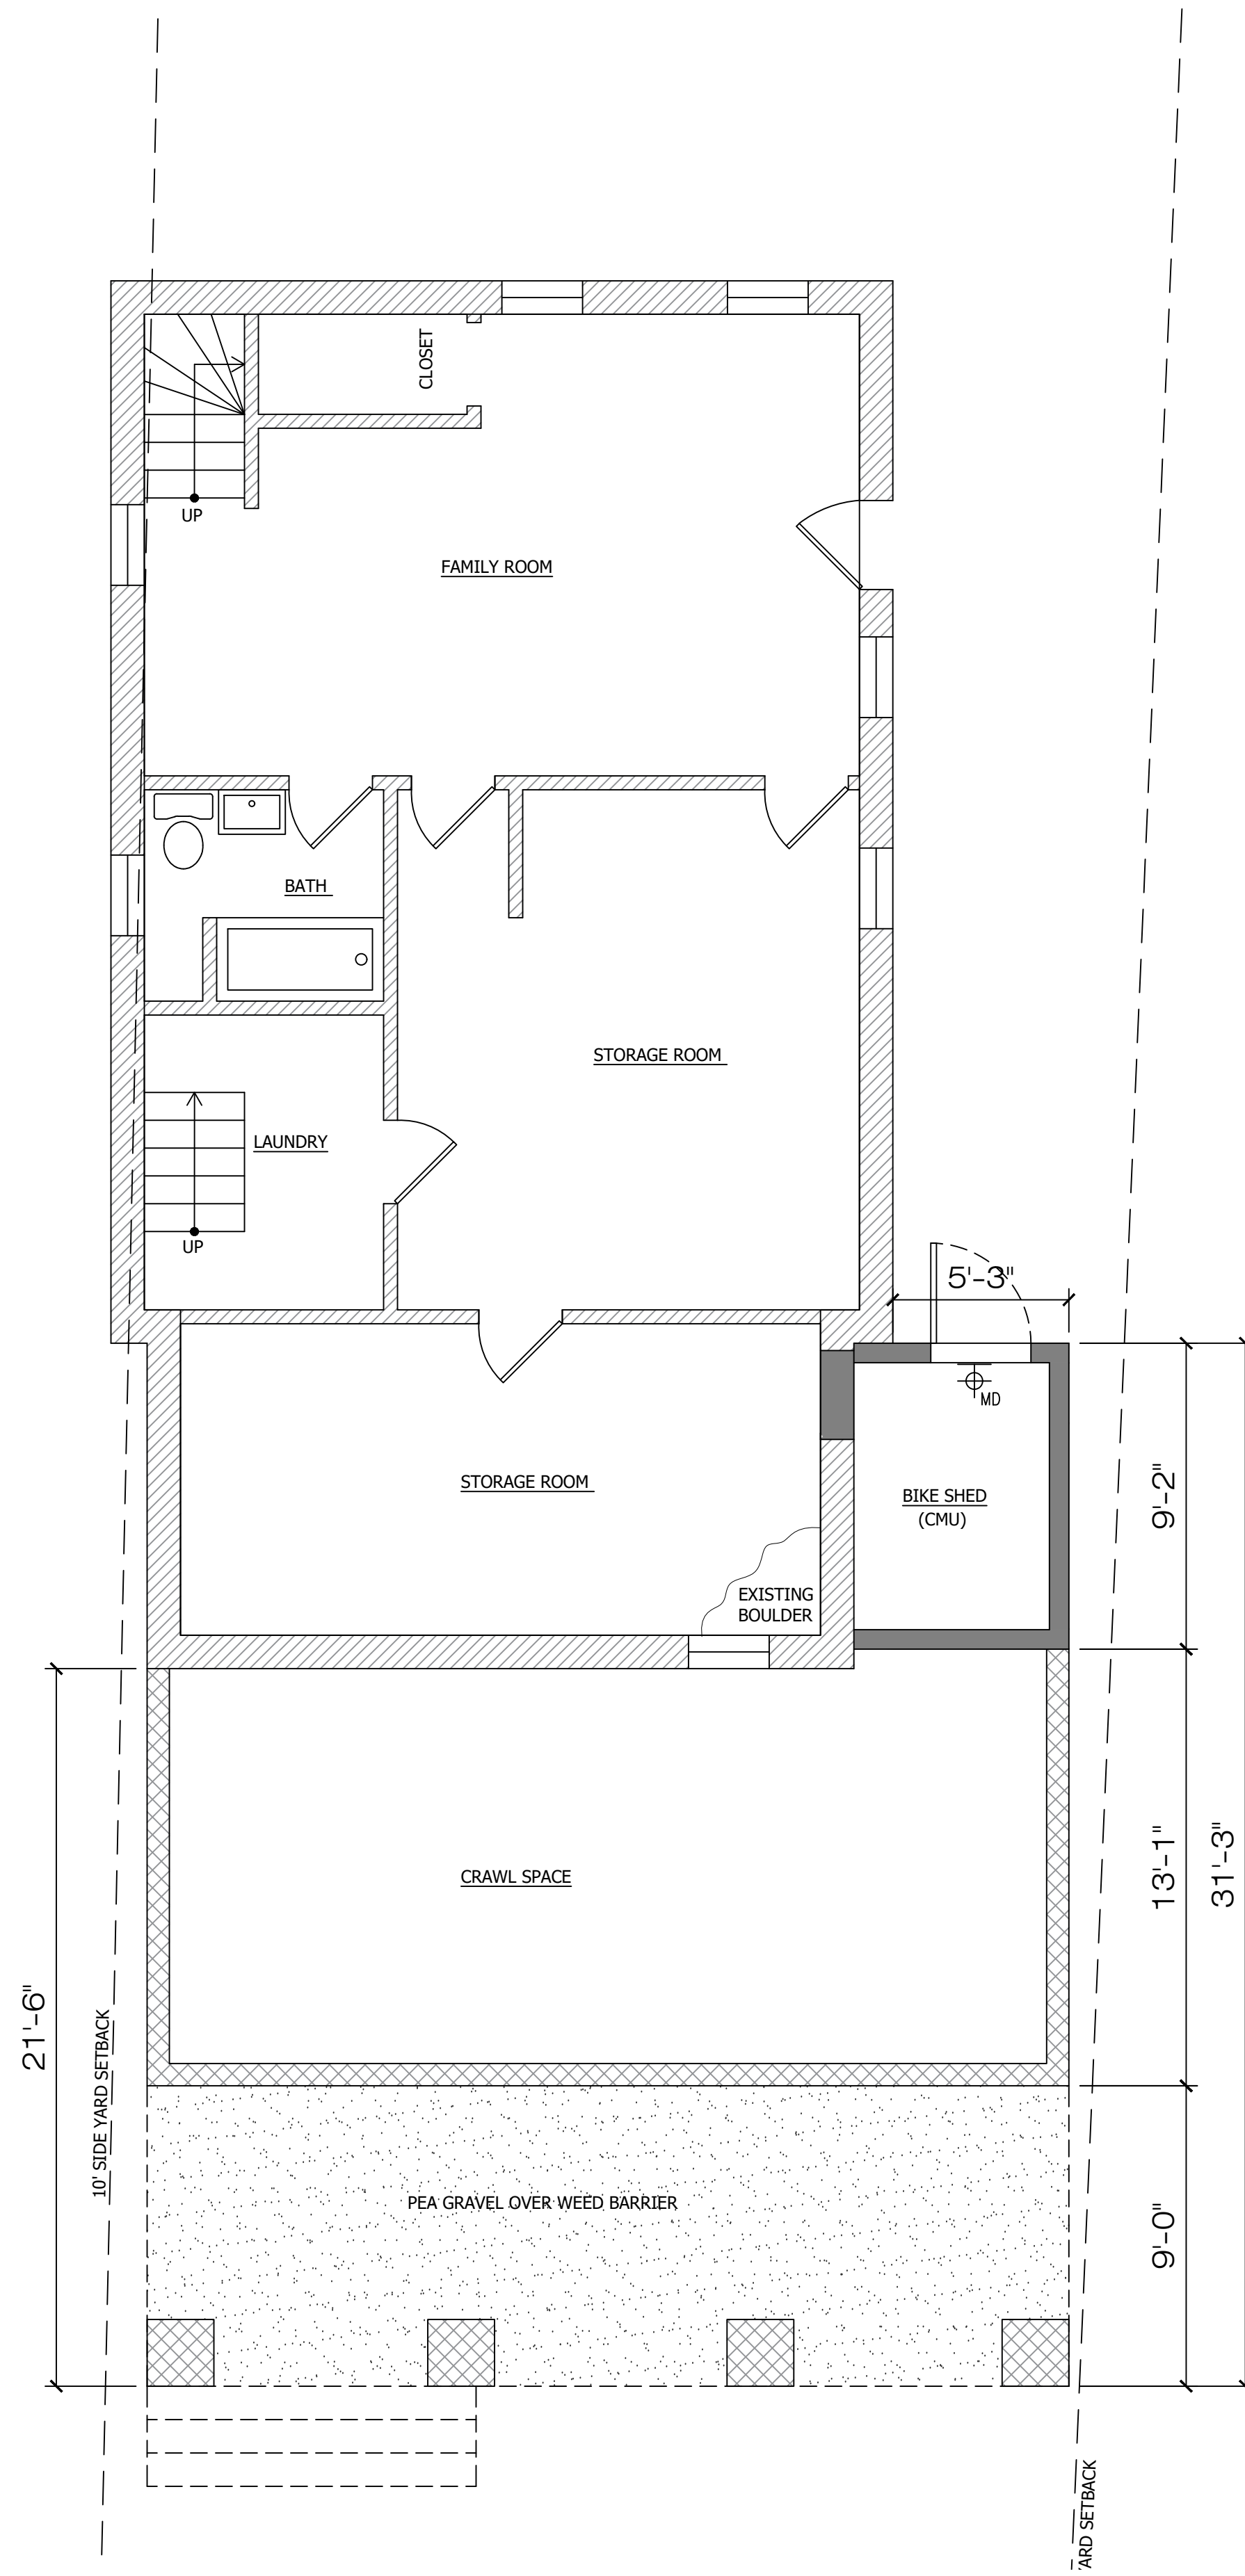 CLOSET
UP
FAMILY ROOM
BATH
STORAGE ROOM
LAUNDRY
UP
5'-3"
MD
9'-2"
STORAGE ROOM
BIKE SHED
(CMU)
EXISTING
BOULDER
13'-1"
31'-3"
CRAWL SPACE
21'-6"
10' SIDE YARD SETBACK
PEA GRAVEL OVER WEED BARRIER
9'-0"
ARD SETBACK